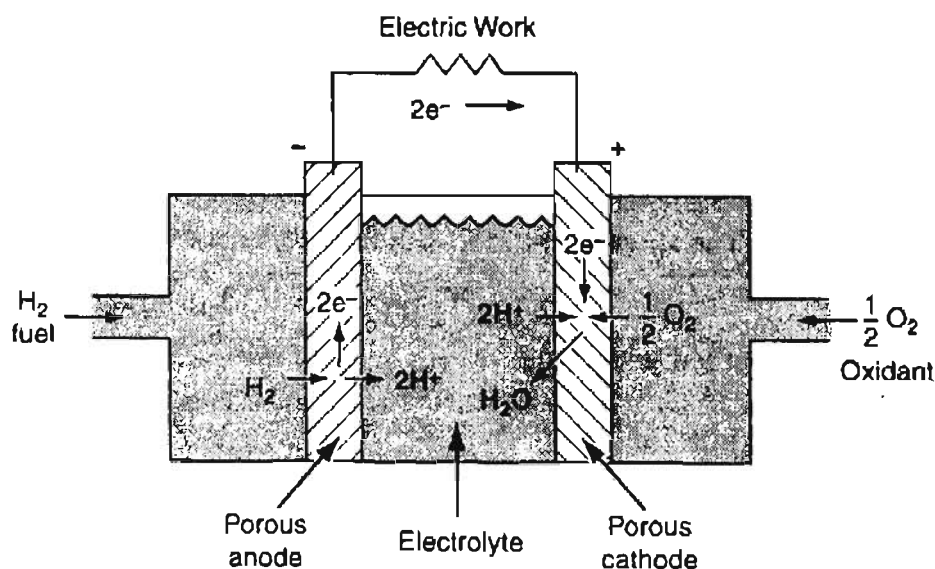 Electric Work
2e⁻
-
+
2e⁻
H₂
fuel
2e⁻
2H⁺
1/2 O₂
1/2 O₂
Oxidant
H₂
2H⁺
H₂O
Porous
anode
Electrolyte
Porous
cathode